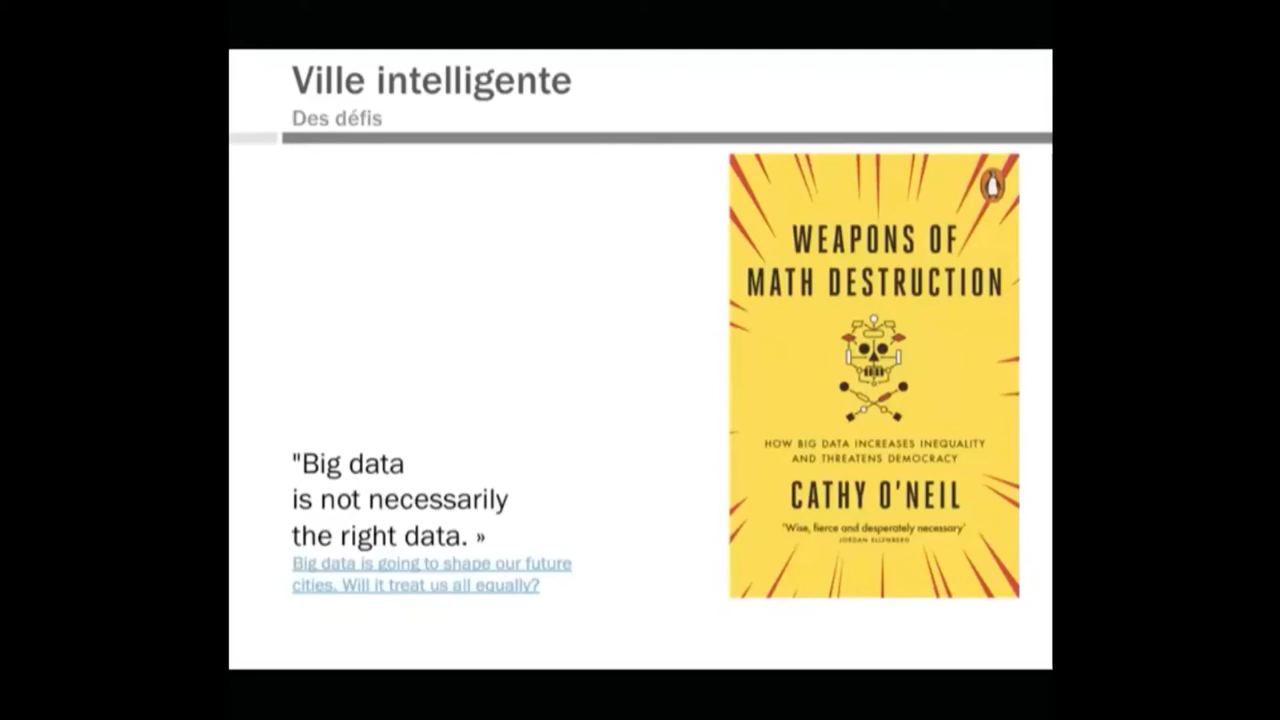 Ville intelligente
Des défis
WEAPONS OF
MATH DESTRUCTION
HOW BIG DATA INCREASES INEQUALITY
AND THREATENS DEMOCRACY
CATHY O'NEIL
'Wise, fierce and desperately necessary'
JORDAN ELLENBERG
"Big data
is not necessarily
the right data. »
Big data is going to shape our future
cities. Will it treat us all equally?